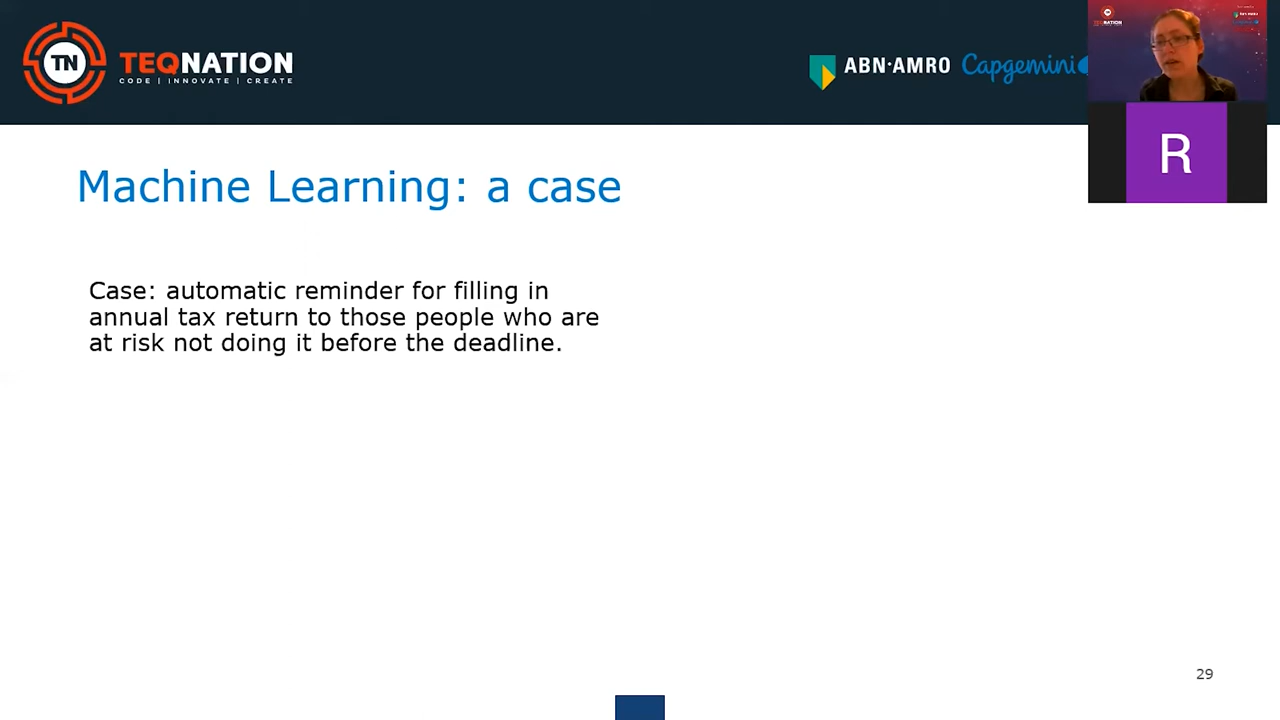 TN
TEQNATION
CODE | INNOVATE | CREATE
ABN·AMRO
Capgemini
R
Machine Learning: a case
Case: automatic reminder for filling in
annual tax return to those people who are
at risk not doing it before the deadline.
29